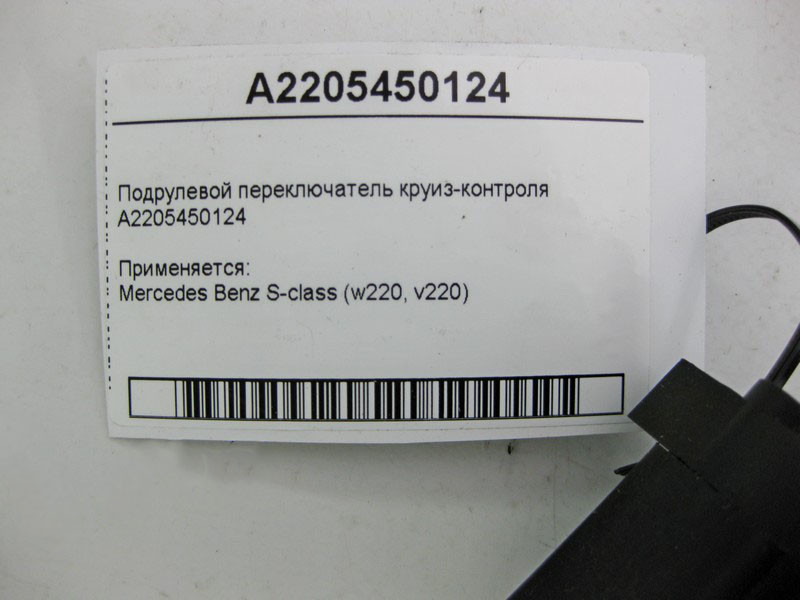 A2205450124
Подрулевой переключатель круиз-контроля
A2205450124
Применяется:
Mercedes Benz S-class (w220, v220)